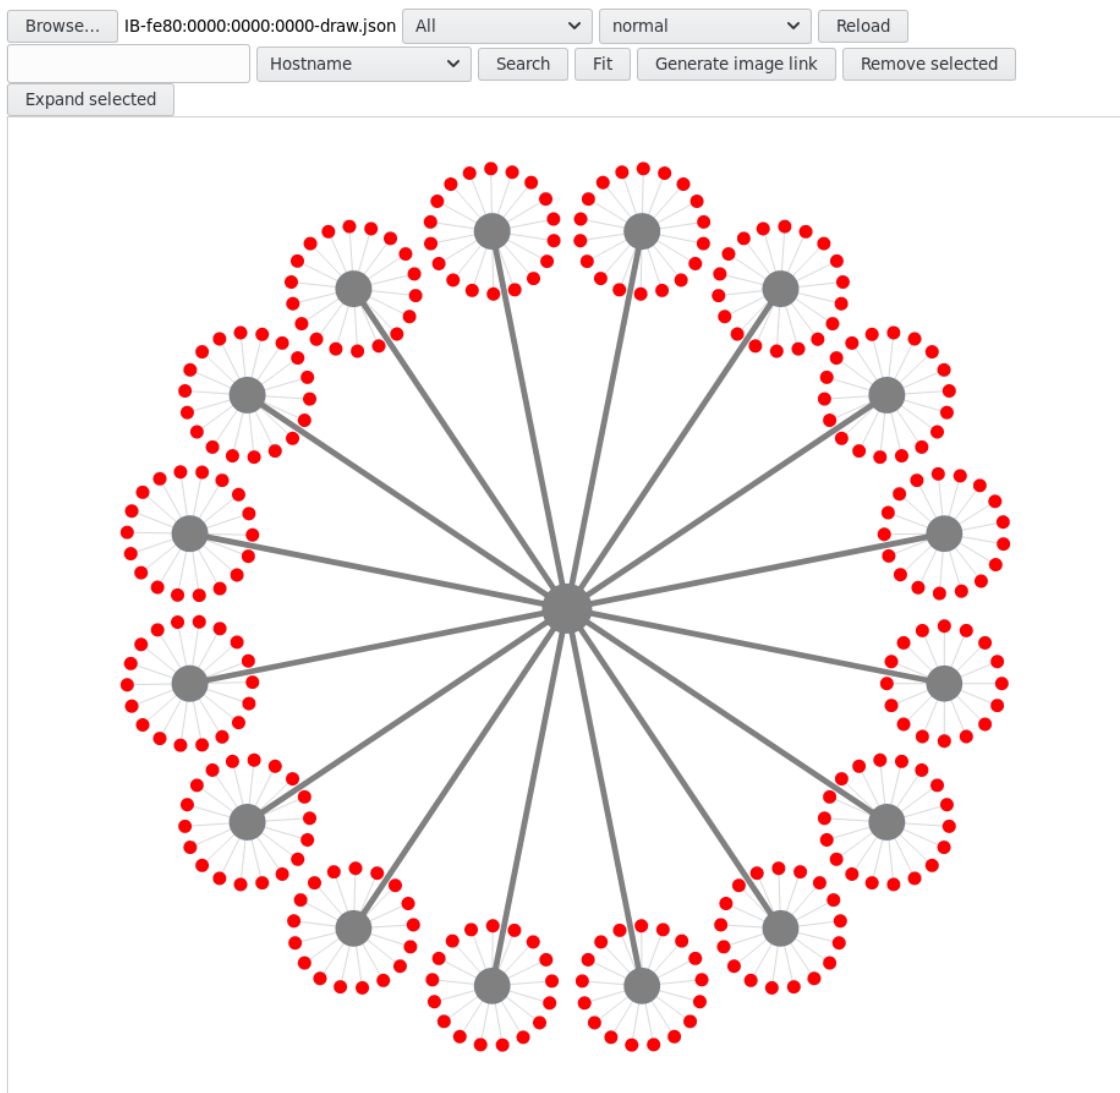 Browse... IB-fe80:0000:0000:0000-draw.json All normal Reload
Hostname Search Fit Generate image link Remove selected
Expand selected